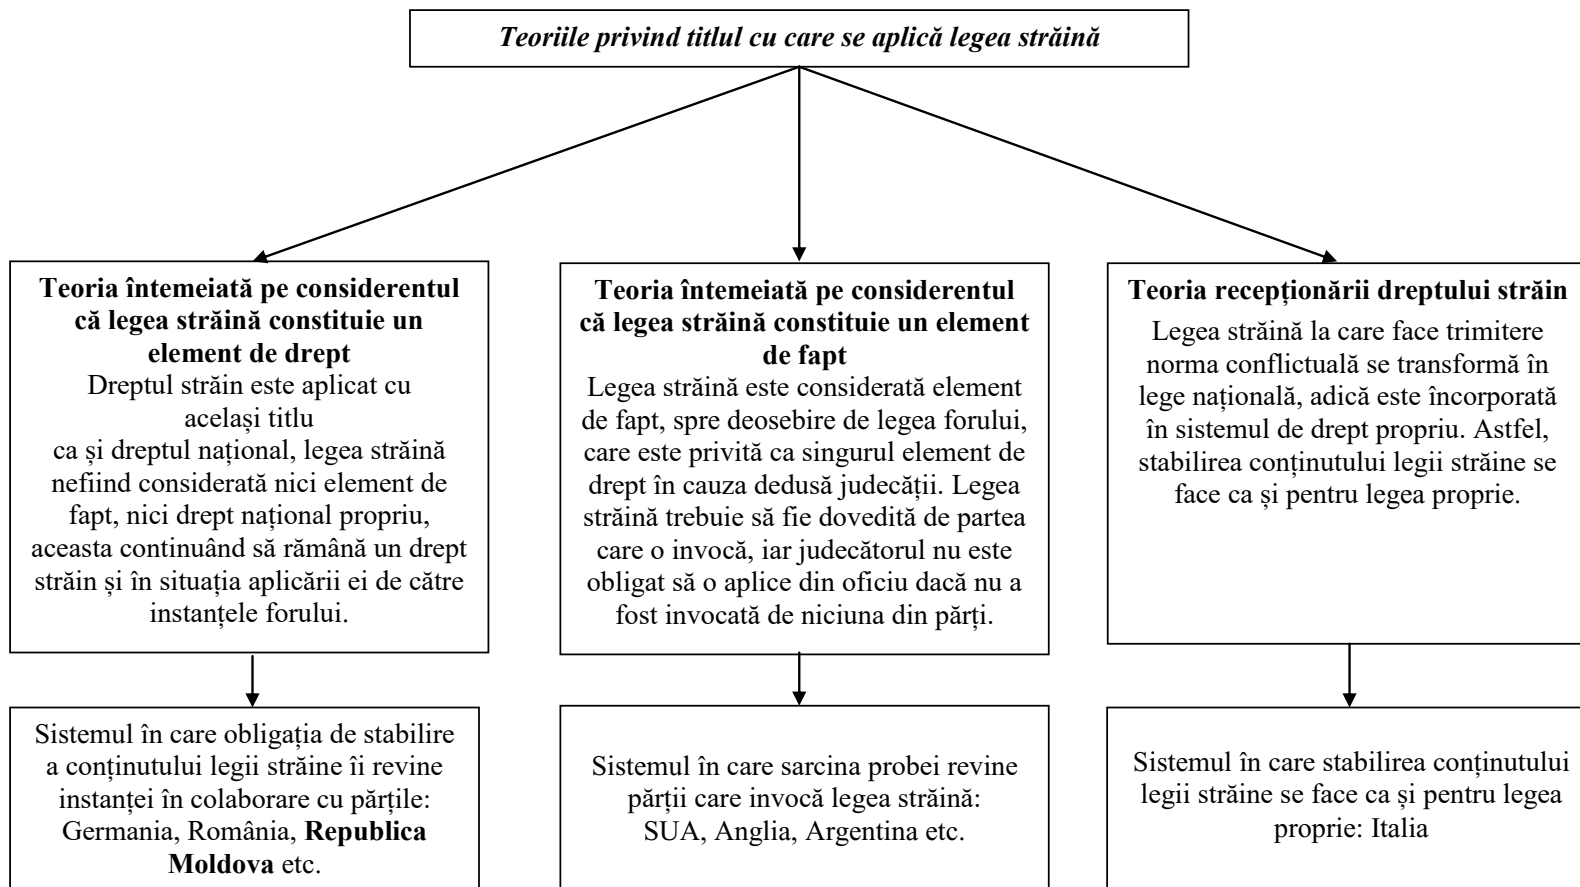 Teoriile privind titlul cu care se aplică legea străină
Teoria întemeiată pe considerentul
că legea străină constituie un
element de drept
Dreptul străin este aplicat cu
același titlu
ca și dreptul național, legea străină
nefiind considerată nici element de
fapt, nici drept național propriu,
aceasta continuând să rămână un drept
străin și în situația aplicării ei de către
instanțele forului.
Teoria întemeiată pe considerentul
că legea străină constituie un element
de fapt
Legea străină este considerată element
de fapt, spre deosebire de legea forului,
care este privită ca singurul element de
drept în cauza dedusă judecății. Legea
străină trebuie să fie dovedită de partea
care o invocă, iar judecătorul nu este
obligat să o aplice din oficiu dacă nu a
fost invocată de niciuna din părți.
Teoria recepționării dreptului străin
Legea străină la care face trimitere
norma conflictuală se transformă în
lege națională, adică este încorporată
în sistemul de drept propriu. Astfel,
stabilirea conținutului legii străine se
face ca și pentru legea proprie.
Sistemul în care obligația de stabilire
a conținutului legii străine îi revine
instanței în colaborare cu părțile:
Germania, România, Republica
Moldova etc.
Sistemul în care sarcina probei revine
părții care invocă legea străină:
SUA, Anglia, Argentina etc.
Sistemul în care stabilirea conținutului
legii străine se face ca și pentru legea
proprie: Italia